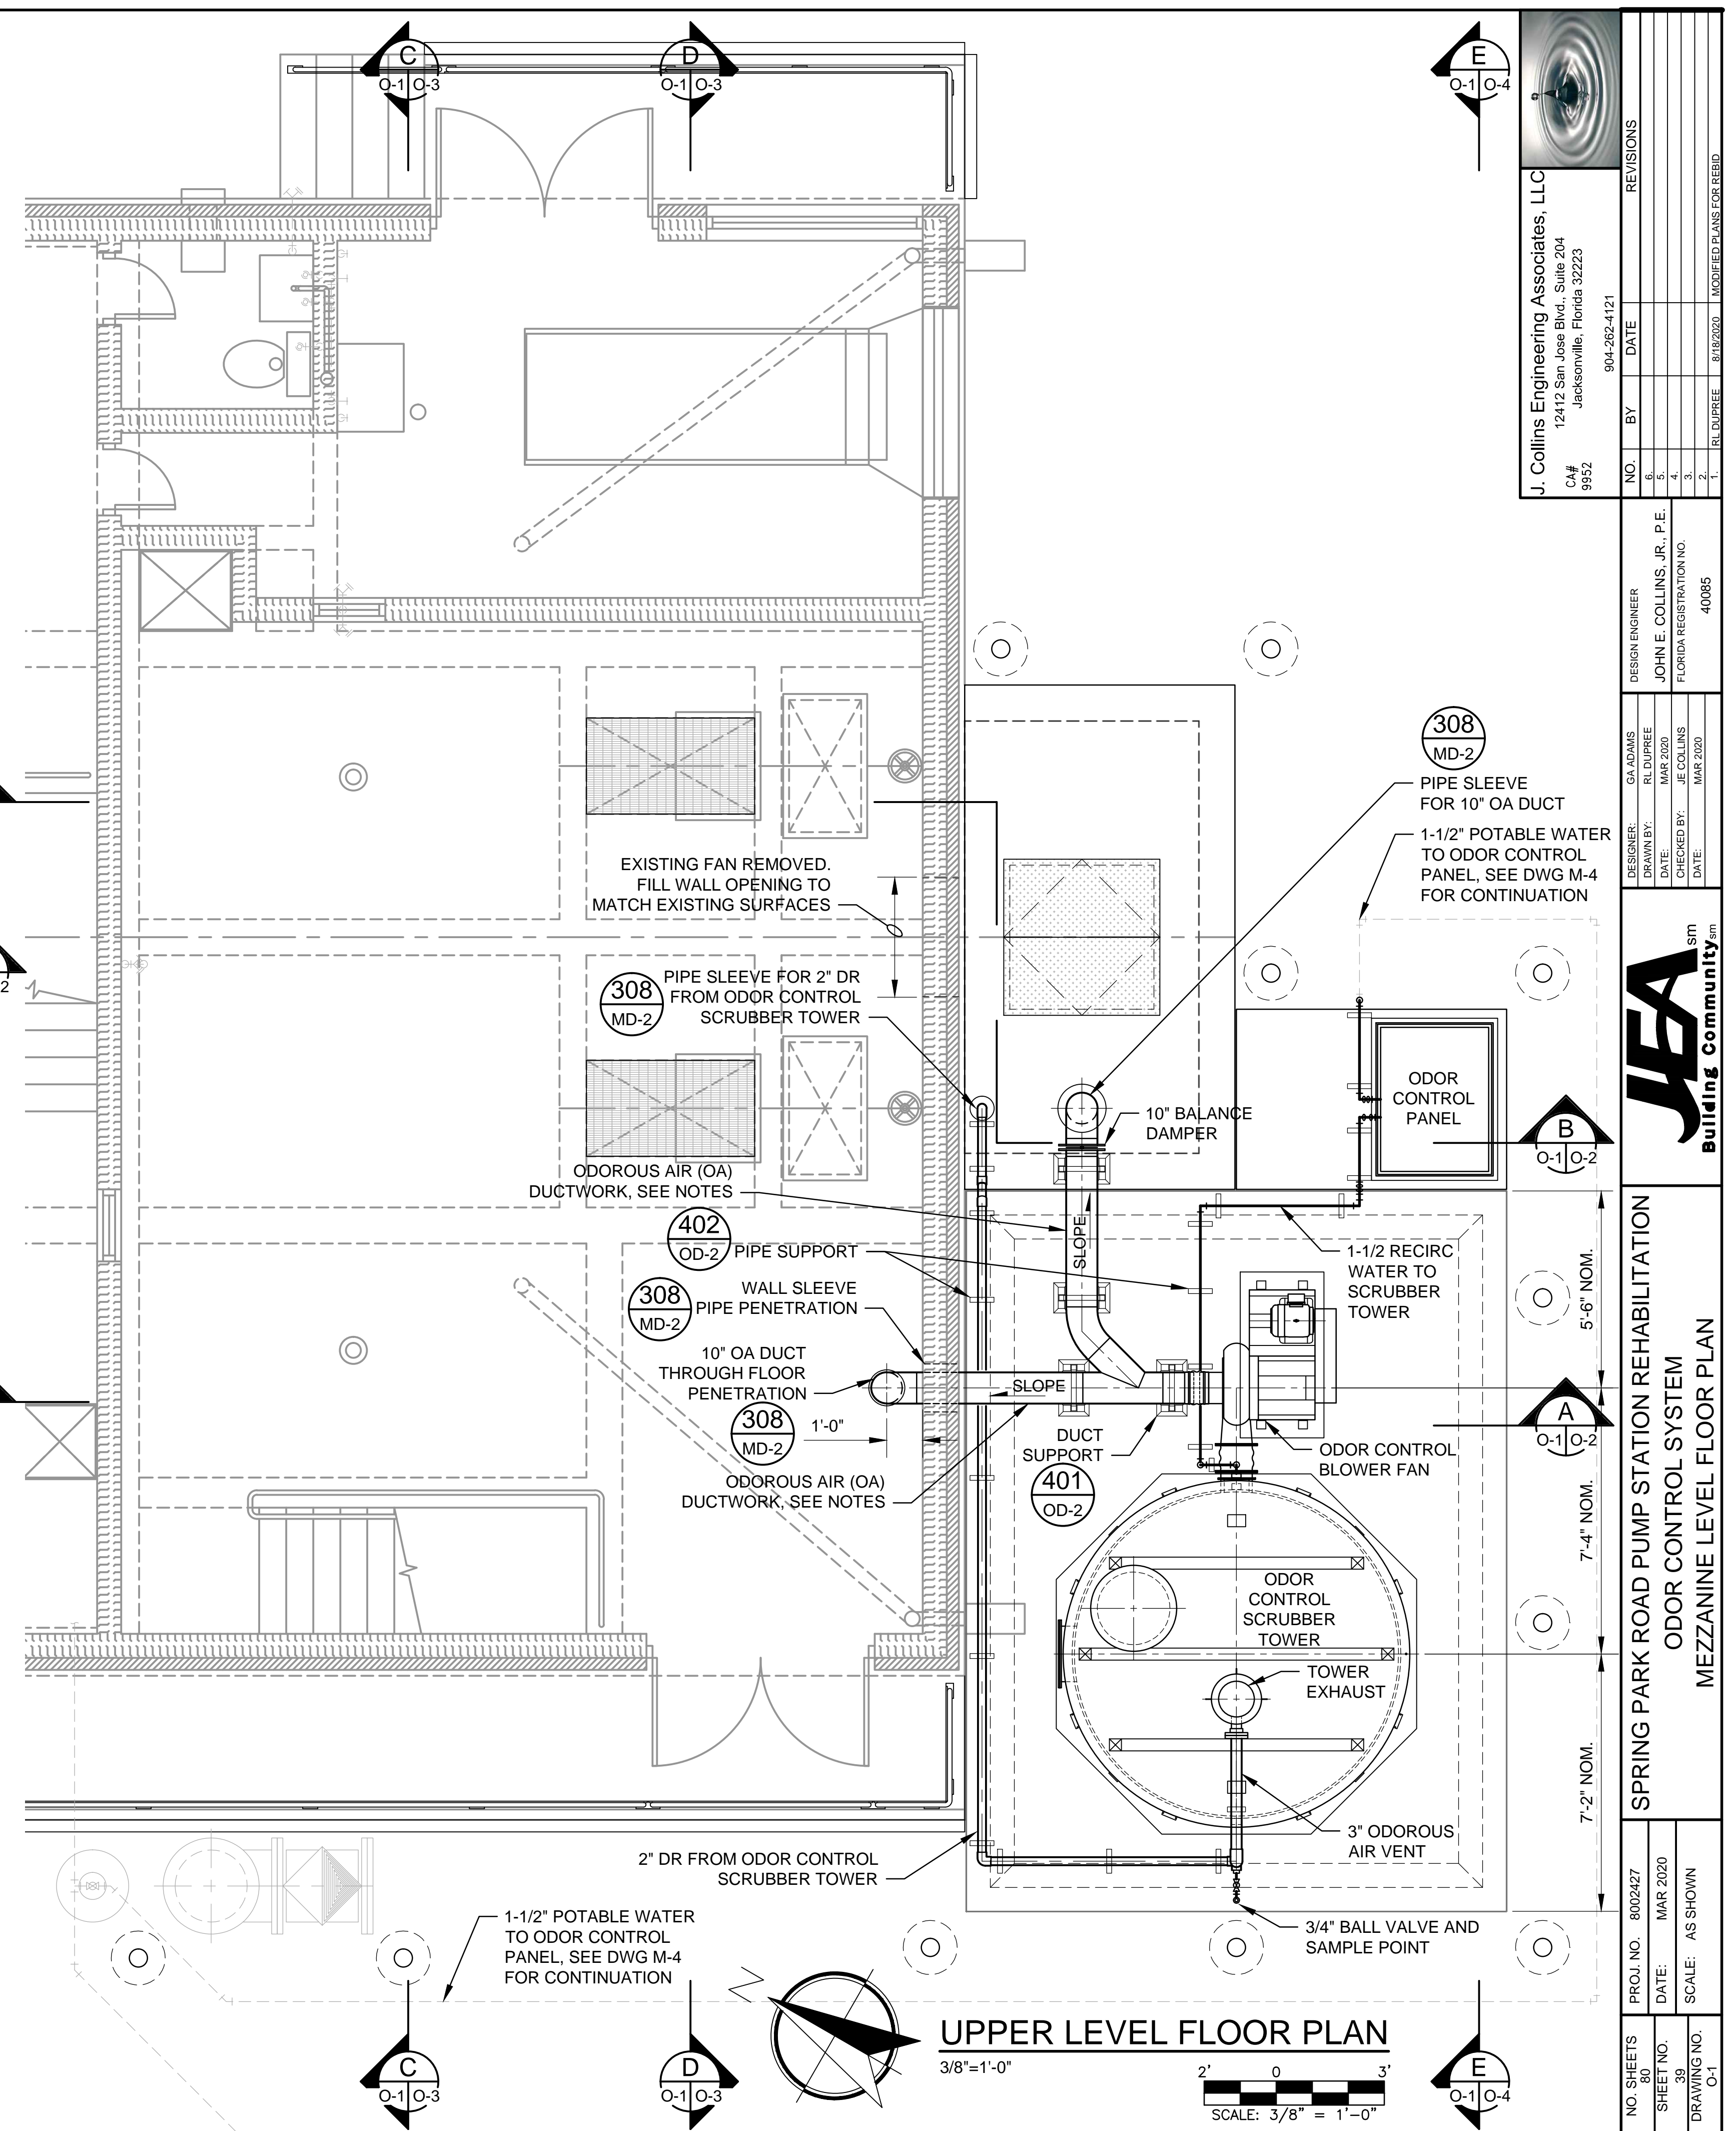 C
O-1 O-3
D
O-1 O-3
E
O-1 O-4
308
MD-2
PIPE SLEEVE
FOR 10" OA DUCT
1-1/2" POTABLE WATER
TO ODOR CONTROL
PANEL, SEE DWG M-4
FOR CONTINUATION
EXISTING FAN REMOVED.
FILL WALL OPENING TO
MATCH EXISTING SURFACES
2
308
MD-2
PIPE SLEEVE FOR 2" DR
FROM ODOR CONTROL
SCRUBBER TOWER
ODOR
CONTROL
PANEL
10" BALANCE
DAMPER
B
O-1 O-2
ODOROUS AIR (OA)
DUCTWORK, SEE NOTES
402
OD-2
PIPE SUPPORT
SLOPE
1-1/2 RECIRC
WATER TO
SCRUBBER
TOWER
5'-6" NOM.
308
MD-2
WALL SLEEVE
PIPE PENETRATION
10" OA DUCT
THROUGH FLOOR
PENETRATION
SLOPE
308
MD-2
1'-0"
A
O-1 O-2
DUCT
SUPPORT
401
OD-2
ODOR CONTROL
BLOWER FAN
ODOROUS AIR (OA)
DUCTWORK, SEE NOTES
7'-4" NOM.
ODOR
CONTROL
SCRUBBER
TOWER
TOWER
EXHAUST
7'-2" NOM.
3" ODOROUS
AIR VENT
2" DR FROM ODOR CONTROL
SCRUBBER TOWER
3/4" BALL VALVE AND
SAMPLE POINT
1-1/2" POTABLE WATER
TO ODOR CONTROL
PANEL, SEE DWG M-4
FOR CONTINUATION
N
UPPER LEVEL FLOOR PLAN
3/8"=1'-0"
2' 0 3'
SCALE: 3/8" = 1'-0"
C
O-1 O-3
D
O-1 O-3
E
O-1 O-4
J. Collins Engineering Associates, LLC
12412 San Jose Blvd., Suite 204
Jacksonville, Florida 32223
CA#
9952
904-262-4121
REVISIONS
NO. BY DATE
6.
5.
4.
3.
2.
1. RL DUPREE 8/18/2020 MODIFIED PLANS FOR REBID
DESIGN ENGINEER
JOHN E. COLLINS, JR., P.E.
FLORIDA REGISTRATION NO.
40085
DESIGNER: GA ADAMS
DRAWN BY: RL DUPREE
DATE: MAR 2020
CHECKED BY: JE COLLINS
DATE: MAR 2020
JEA sm
Building Community sm
SPRING PARK ROAD PUMP STATION REHABILITATION
ODOR CONTROL SYSTEM
MEZZANINE LEVEL FLOOR PLAN
PROJ. NO. 8002427
DATE: MAR 2020
SCALE: AS SHOWN
NO. SHEETS
80
SHEET NO.
39
DRAWING NO.
O-1